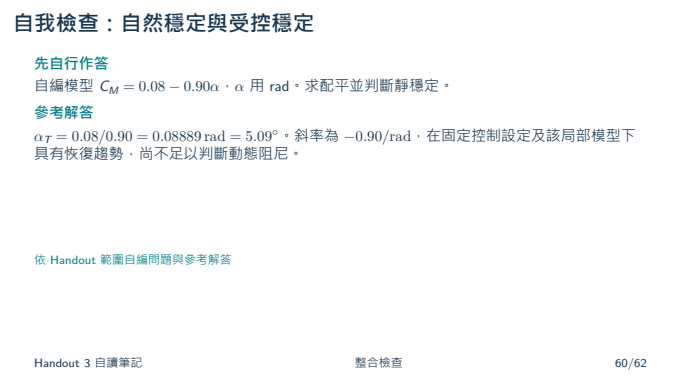 自我檢查：自然穩定與受控穩定
先自行作答
自編模型 C_M = 0.08 − 0.90α，α 用 rad。求配平並判斷靜穩定。
參考解答
α_T = 0.08/0.90 = 0.08889 rad = 5.09°。斜率為 −0.90/rad，在固定控制設定及該局部模型下
具有恢復趨勢，尚不足以判斷動態阻尼。
依 Handout 範圍自編問題與參考解答
Handout 3 自讀筆記
整合檢查
60/62